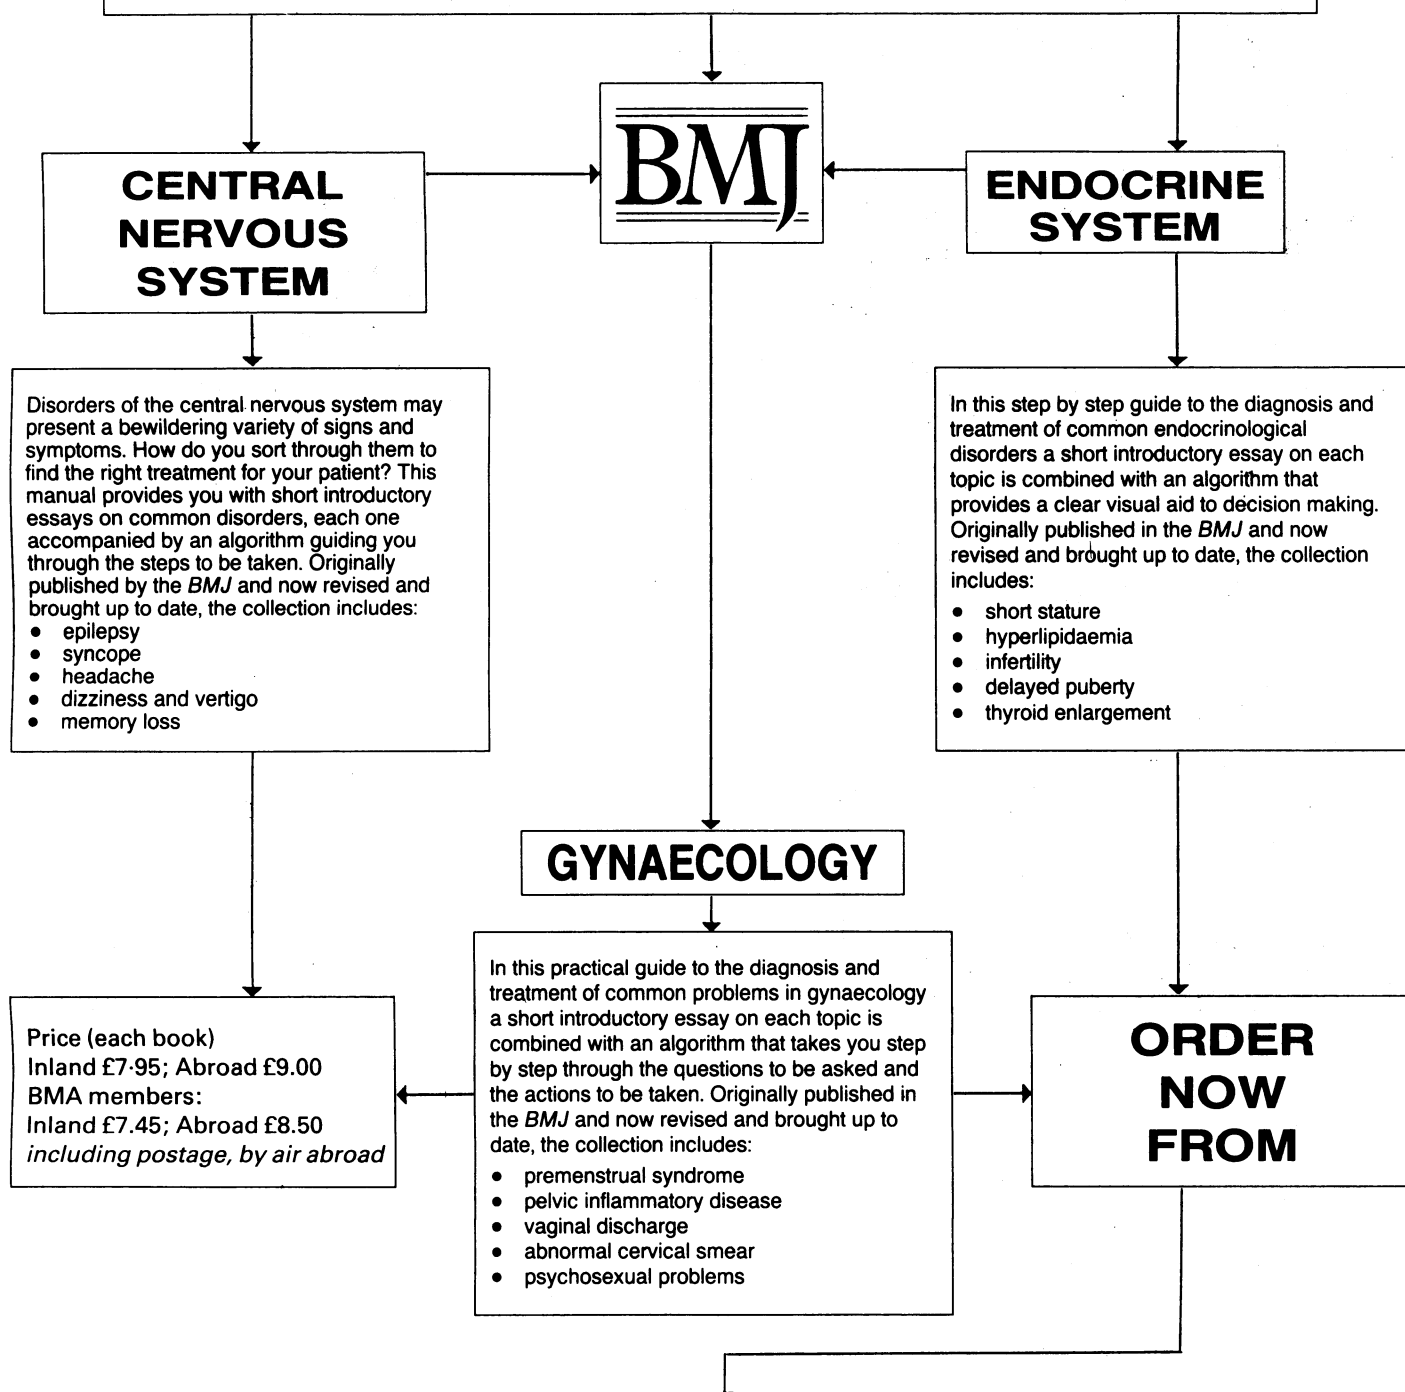 BMJ
CENTRAL
NERVOUS
SYSTEM
ENDOCRINE
SYSTEM
Disorders of the central nervous system may
present a bewildering variety of signs and
symptoms. How do you sort through them to
find the right treatment for your patient? This
manual provides you with short introductory
essays on common disorders, each one
accompanied by an algorithm guiding you
through the steps to be taken. Originally
published by the BMJ and now revised and
brought up to date, the collection includes:
● epilepsy
● syncope
● headache
● dizziness and vertigo
● memory loss
In this step by step guide to the diagnosis and
treatment of common endocrinological
disorders a short introductory essay on each
topic is combined with an algorithm that
provides a clear visual aid to decision making.
Originally published in the BMJ and now
revised and brought up to date, the collection
includes:
● short stature
● hyperlipidaemia
● infertility
● delayed puberty
● thyroid enlargement
GYNAECOLOGY
In this practical guide to the diagnosis and
treatment of common problems in gynaecology
a short introductory essay on each topic is
combined with an algorithm that takes you step
by step through the questions to be asked and
the actions to be taken. Originally published in
the BMJ and now revised and brought up to
date, the collection includes:
● premenstrual syndrome
● pelvic inflammatory disease
● vaginal discharge
● abnormal cervical smear
● psychosexual problems
Price (each book)
Inland £7·95; Abroad £9.00
BMA members:
Inland £7.45; Abroad £8.50
including postage, by air abroad
ORDER
NOW
FROM